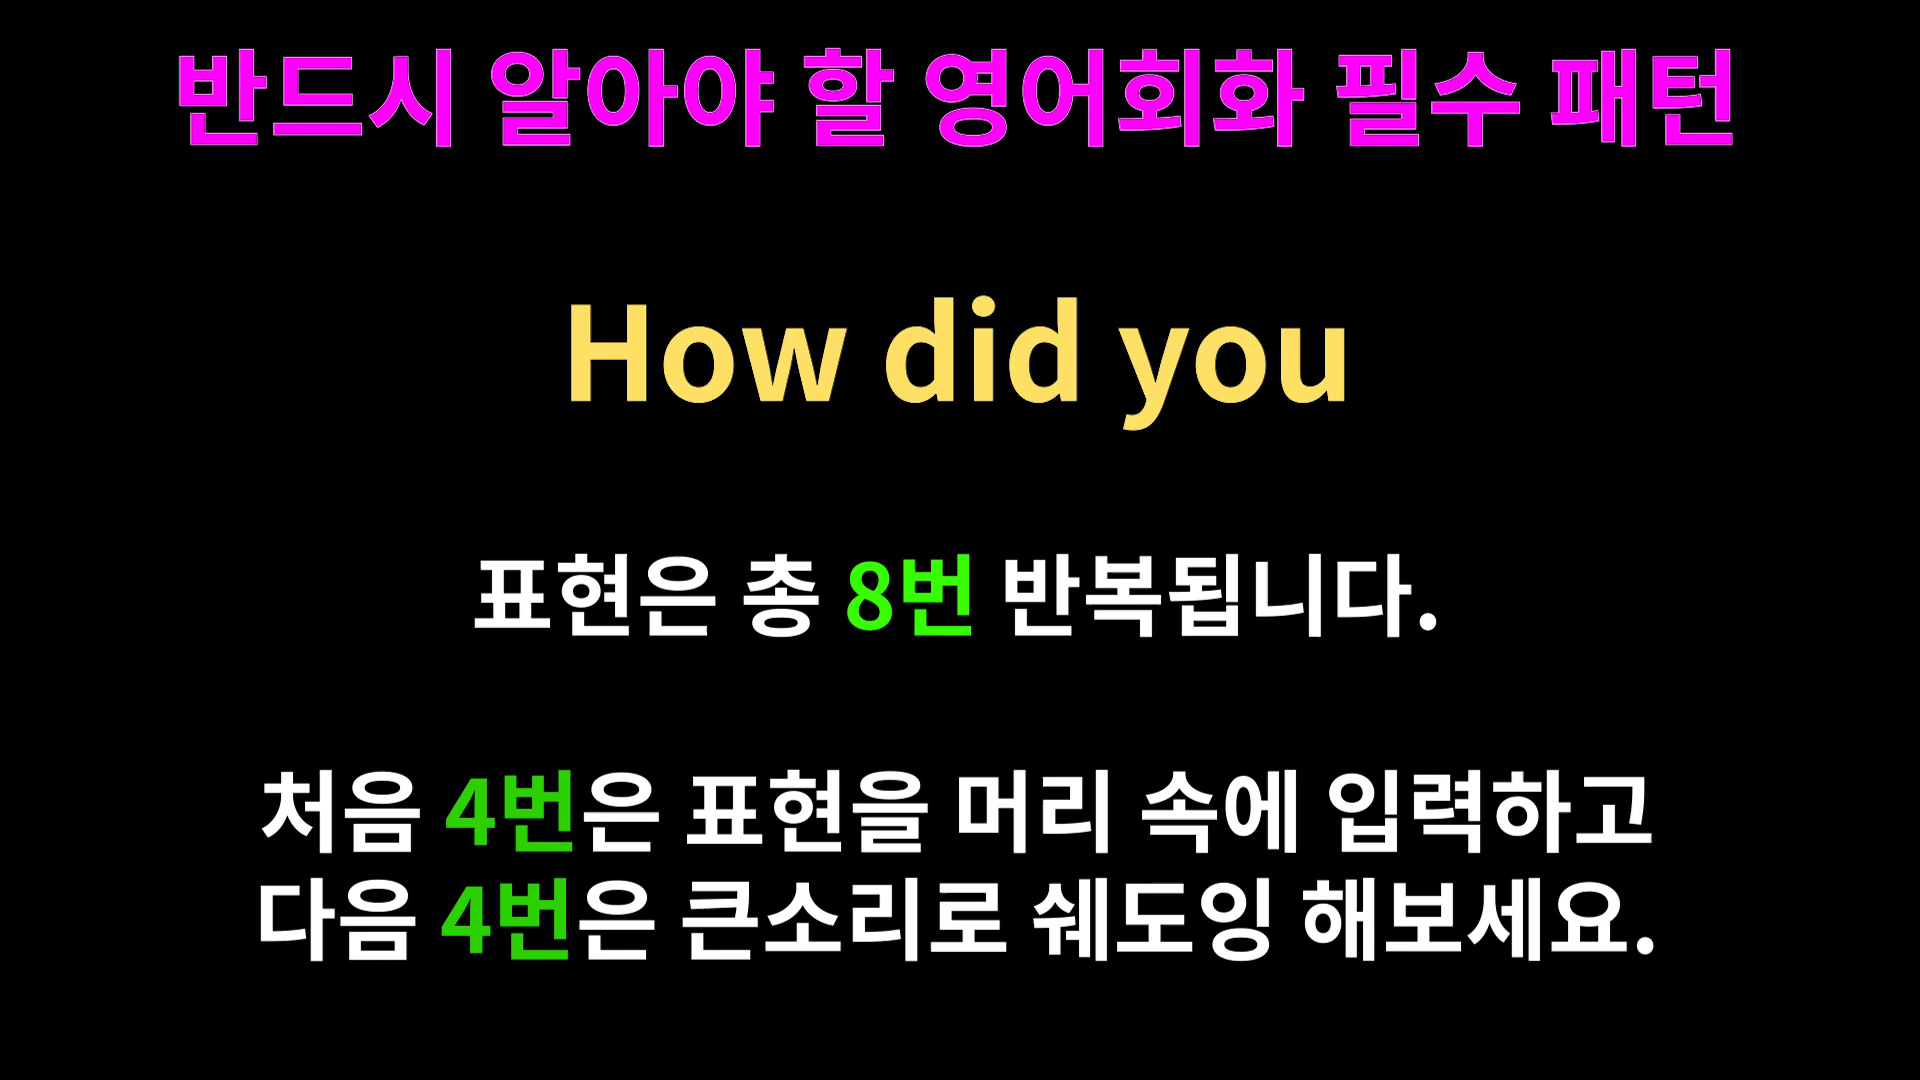 반드시 알아야 할 영어회화 필수 패턴
How did you
표현은 총 8번 반복됩니다.
처음 4번은 표현을 머리 속에 입력하고
다음 4번은 큰소리로 쉐도잉 해보세요.